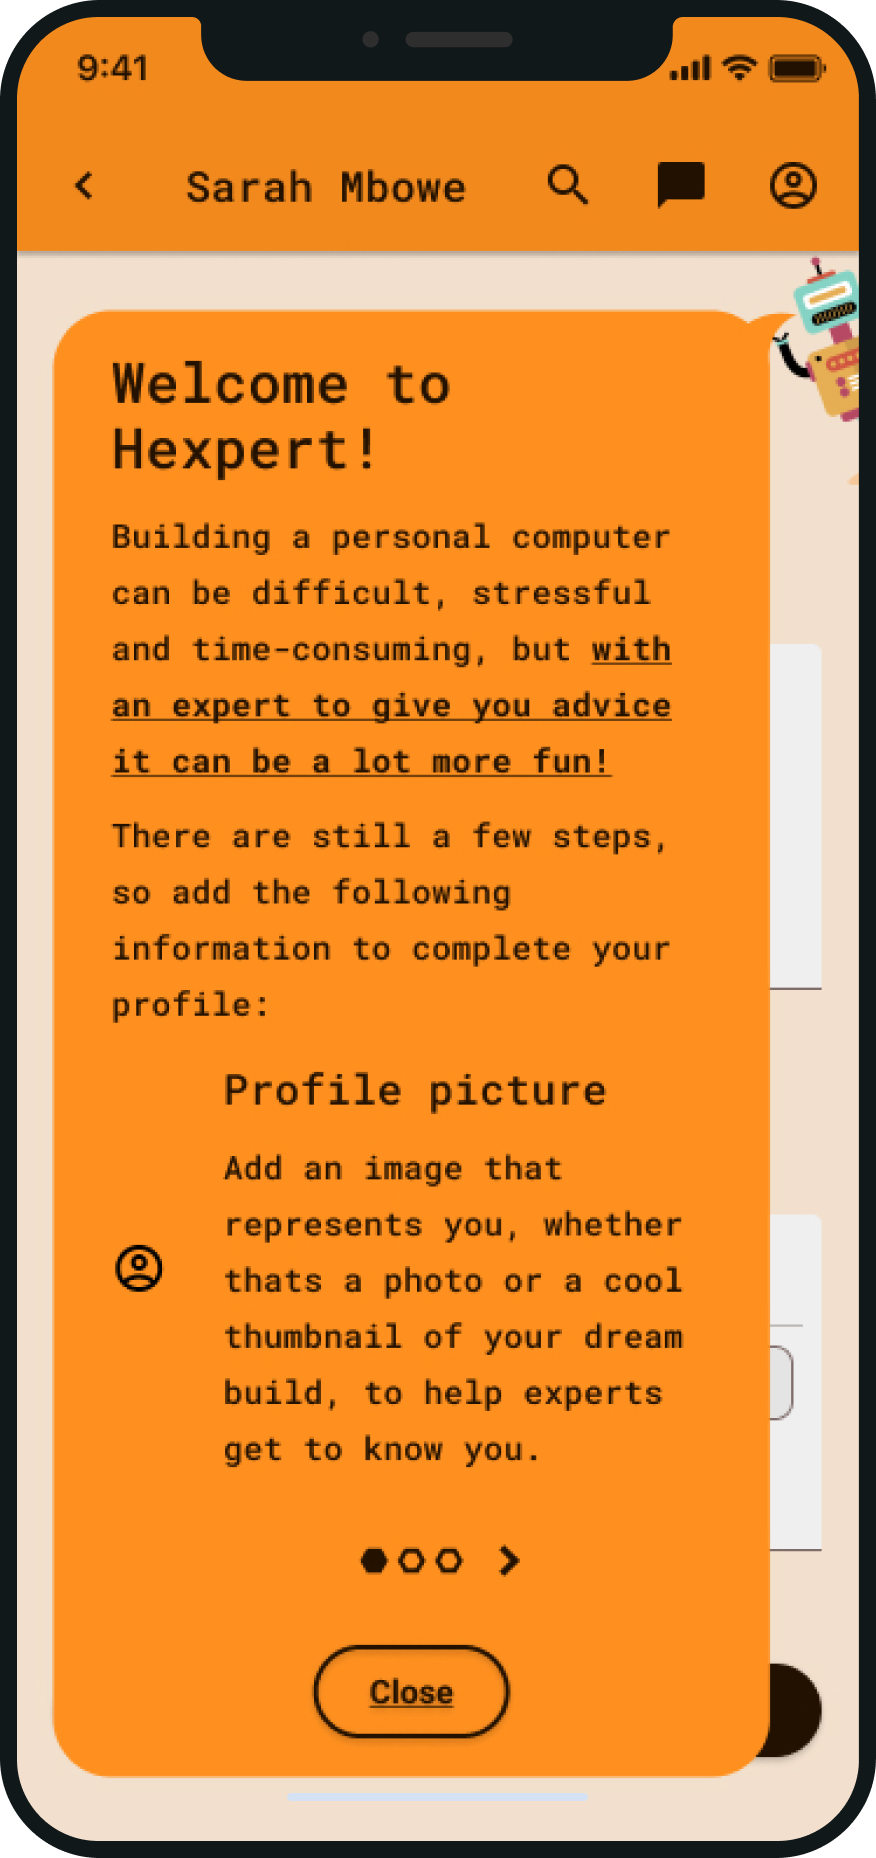 9:41
Sarah Mbowe
Welcome to
Hexpert!
Building a personal computer
can be difficult, stressful
and time-consuming, but with
an expert to give you advice
it can be a lot more fun!
There are still a few steps,
so add the following
information to complete your
profile:
Profile picture
Add an image that
represents you, whether
thats a photo or a cool
thumbnail of your dream
build, to help experts
get to know you.
Close